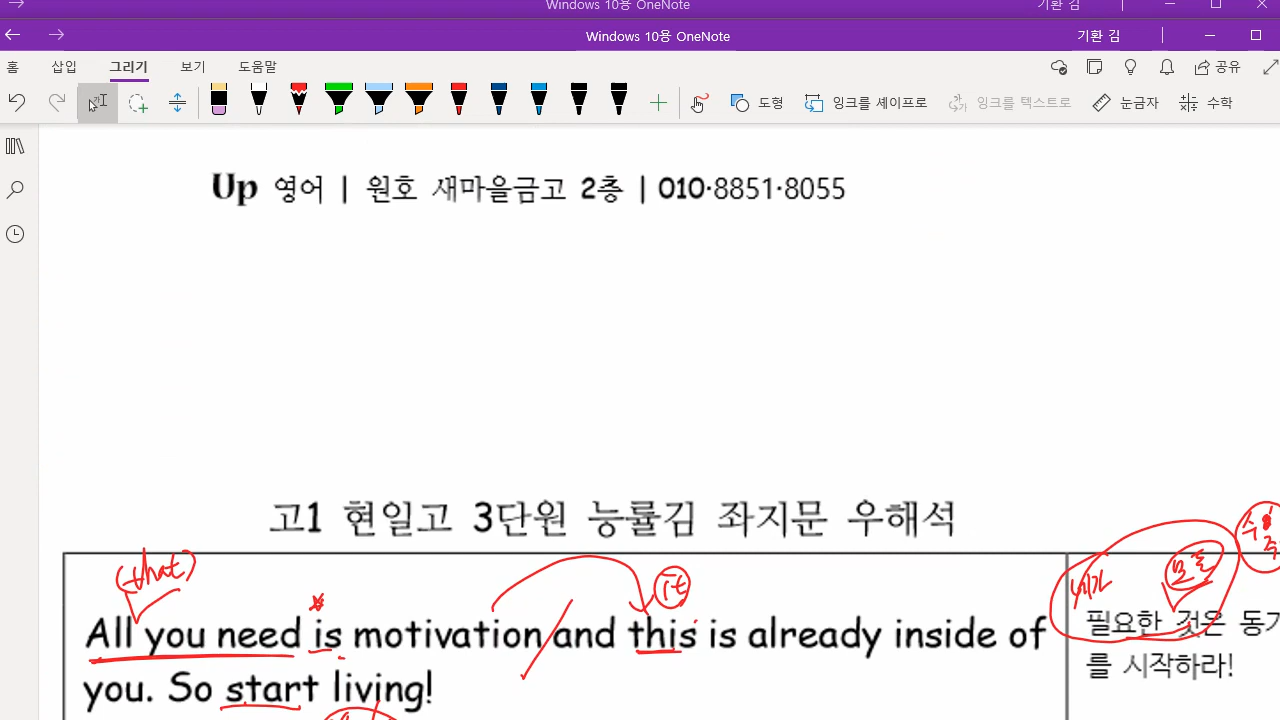 Windows 10용 OneNote
기환 김
Windows 10용 OneNote
기환 김
홈 삽입 그리기 보기 도움말
공유
도형 잉크를 셰이프로 잉크를 텍스트로 눈금자 수학
Up 영어 | 원호 새마을금고 2층 | 010·8851·8055
고1 현일고 3단원 능률김 좌지문 우해석
(that)
It
네가
모든
All you need is motivation and this is already inside of
you. So start living!
필요한 것은 동기
를 시작하라!